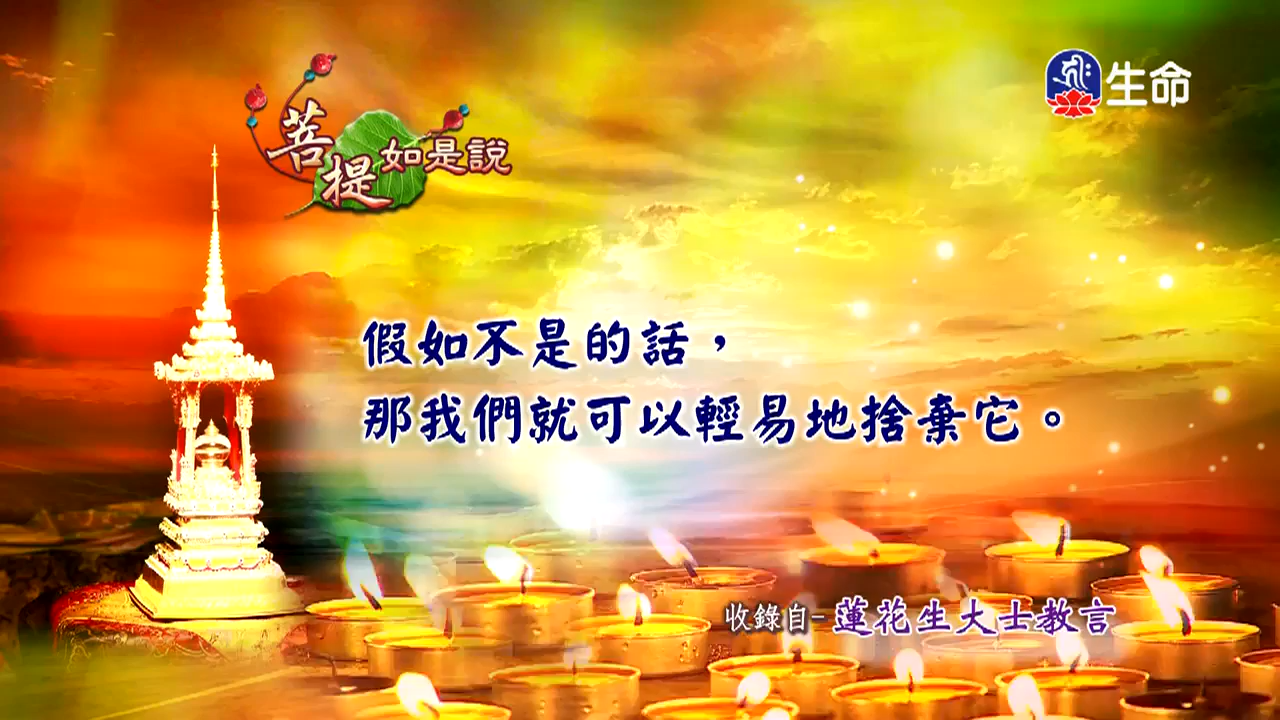 生命
菩提如是說
假如不是的話，
那我們就可以輕易地捨棄它。
收錄自-蓮花生大士教言